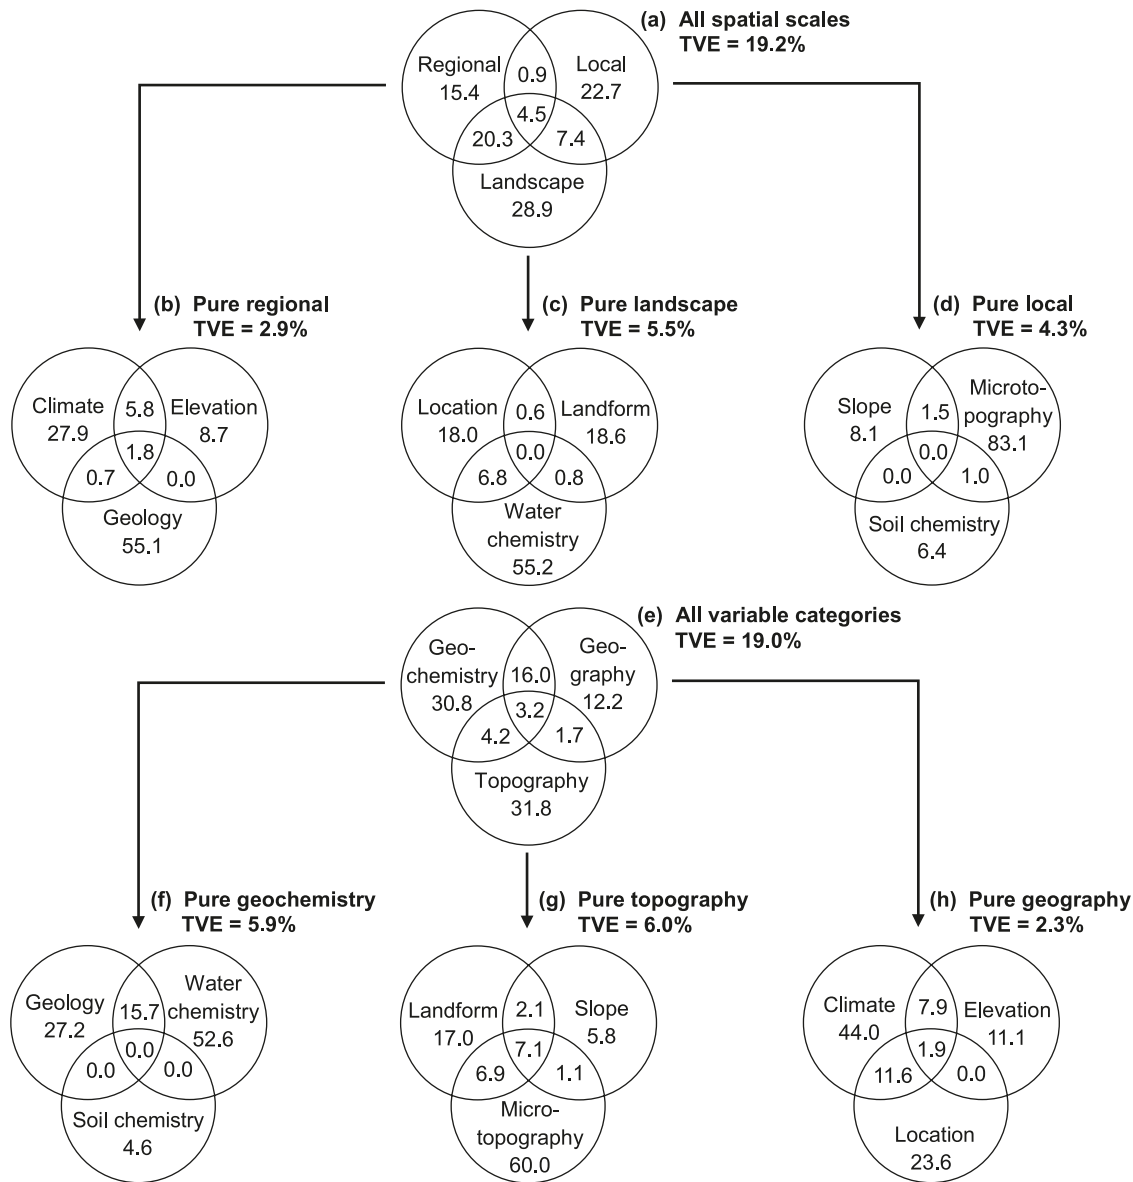 (a) All spatial scales
TVE = 19.2%
Regional
15.4
0.9
Local
22.7
4.5
20.3
7.4
Landscape
28.9
(b) Pure regional
TVE = 2.9%
Climate
27.9
5.8
Elevation
8.7
1.8
0.7
0.0
Geology
55.1
(c) Pure landscape
TVE = 5.5%
Location
18.0
0.6
Landform
18.6
0.0
6.8
0.8
Water
chemistry
55.2
(d) Pure local
TVE = 4.3%
Slope
8.1
1.5
Microto-
pography
83.1
0.0
0.0
1.0
Soil chemistry
6.4
(e) All variable categories
TVE = 19.0%
Geo-
chemistry
30.8
16.0
Geo-
graphy
12.2
3.2
4.2
1.7
Topography
31.8
(f) Pure geochemistry
TVE = 5.9%
Geology
27.2
15.7
Water
chemistry
52.6
0.0
0.0
0.0
Soil chemistry
4.6
(g) Pure topography
TVE = 6.0%
Landform
17.0
2.1
Slope
5.8
7.1
6.9
1.1
Micro-
topography
60.0
(h) Pure geography
TVE = 2.3%
Climate
44.0
7.9
Elevation
11.1
1.9
11.6
0.0
Location
23.6